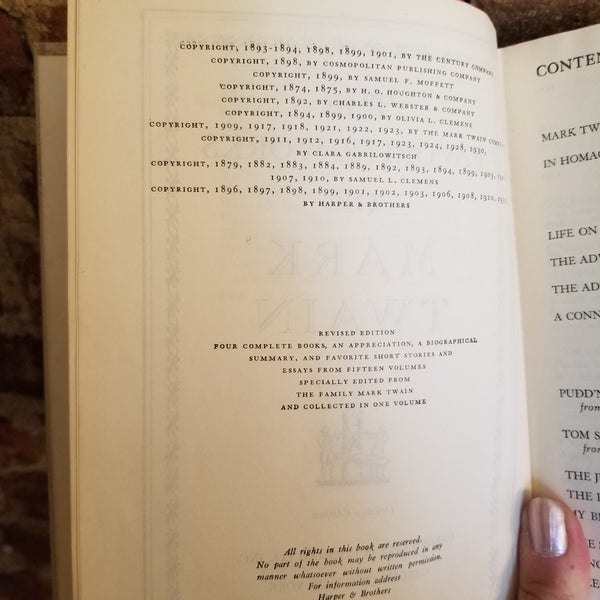 COPYRIGHT, 1893-1894, 1898, 1899, 1901, BY THE CENTURY COMPANY
COPYRIGHT, 1898, BY COSMOPOLITAN PUBLISHING COMPANY
COPYRIGHT, 1899, BY SAMUEL F. MOFFETT
COPYRIGHT, 1874, 1875, BY H. O. HOUGHTON & COMPANY
COPYRIGHT, 1892, BY CHARLES L. WEBSTER & COMPANY
COPYRIGHT, 1894, 1899, 1900, BY OLIVIA L. CLEMENS
COPYRIGHT, 1909, 1917, 1918, 1921, 1922, 1923, BY THE MARK TWAIN
COPYRIGHT, 1911, 1912, 1916, 1917, 1923, 1924, 1928, 1930,
BY CLARA GABRILOWITSCH
COPYRIGHT, 1879, 1882, 1883, 1884, 1889, 1892, 1893, 1894, 1899, 1903,
1907, 1910, BY SAMUEL L. CLEMENS
COPYRIGHT, 1896, 1897, 1898, 1899, 1901, 1902, 1903, 1906, 1908, 1910,
BY HARPER & BROTHERS
MARK
TWAIN
REVISED EDITION
FOUR COMPLETE BOOKS, AN APPRECIATION, A BIOGRAPHICAL
SUMMARY, AND FAVORITE SHORT STORIES AND
ESSAYS FROM FIFTEEN VOLUMES
SPECIALLY EDITED FROM
THE FAMILY MARK TWAIN
AND COLLECTED IN ONE VOLUME
All rights in this book are reserved.
No part of the book may be reproduced in any
manner whatsoever without written permission.
For information address
Harper & Brothers
CONTEN
MARK TW
IN HOMAG
LIFE ON
THE ADV
THE AD
A CONN
PUDD'N
from
TOM S
from
THE J
THE
MY B